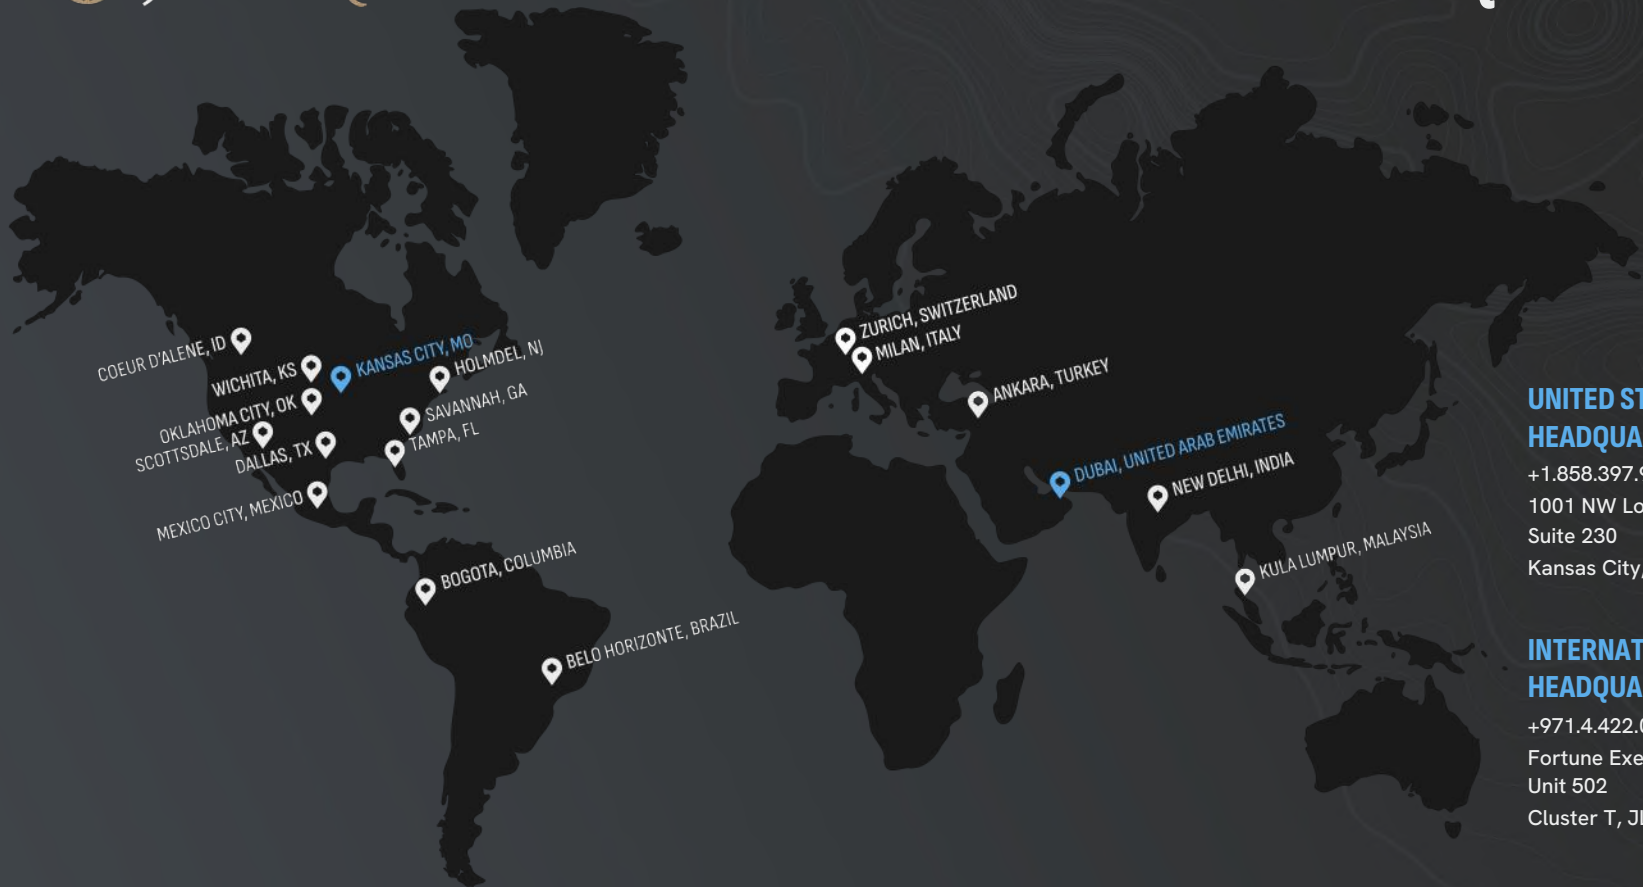 COEUR D'ALENE, ID
WICHITA, KS
KANSAS CITY, MO
HOLMDEL, NJ
OKLAHOMA CITY, OK
SCOTTSDALE, AZ
SAVANNAH, GA
TAMPA, FL
DALLAS, TX
MEXICO CITY, MEXICO
BOGOTA, COLUMBIA
BELO HORIZONTE, BRAZIL
ZURICH, SWITZERLAND
MILAN, ITALY
ANKARA, TURKEY
DUBAI, UNITED ARAB EMIRATES
NEW DELHI, INDIA
KULA LUMPUR, MALAYSIA
UNITED
HEADQUA
+1.858.397.
1001 NW Lo
Suite 230
Kansas City,
INTERNAT
HEADQUA
+971.4.422.
Fortune Exe
Unit 502
Cluster T,